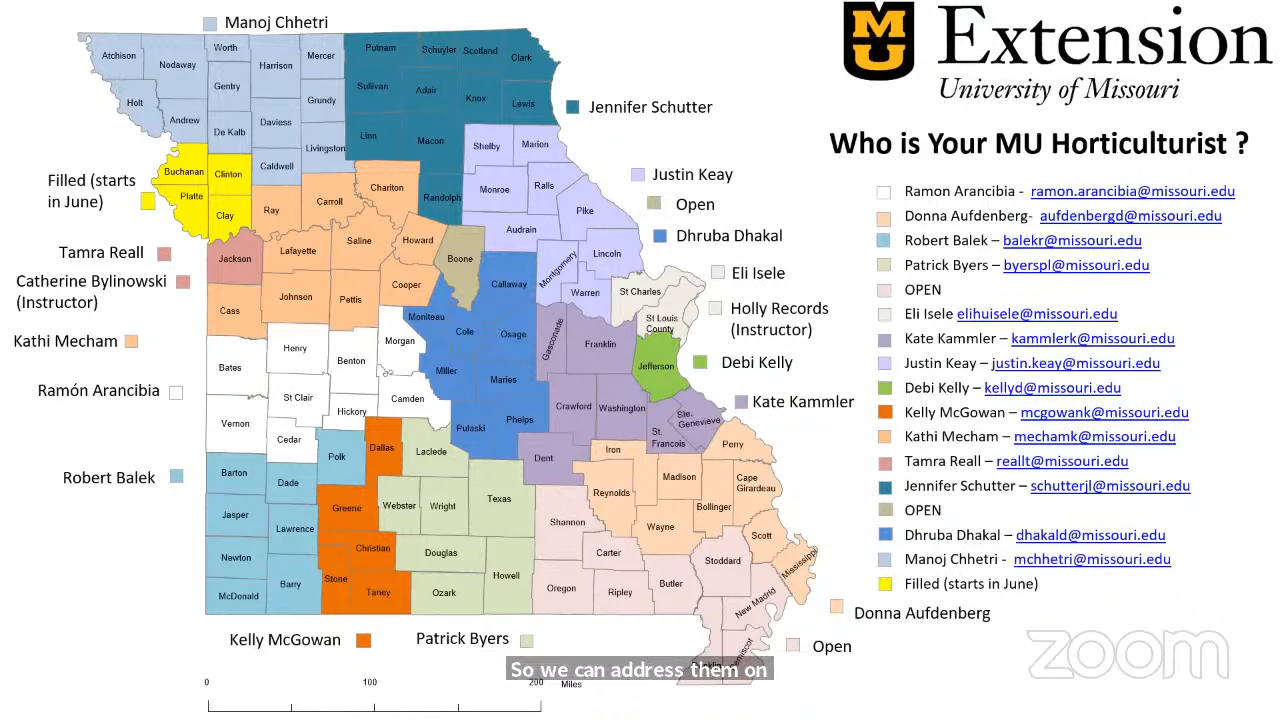 Manoj Chhetri
Extension
University of Missouri
Who is Your MU Horticulturist ?
Atchison
Nodaway
Worth
Harrison
Mercer
Putnam
Schuyler
Scotland
Clark
Holt
Gentry
Grundy
Sullivan
Adair
Knox
Lewis
Andrew
De Kalb
Daviess
Livingston
Linn
Macon
Shelby
Marion
Jennifer Schutter
Buchanan
Clinton
Caldwell
Chariton
Randolph
Monroe
Ralls
Pike
Justin Keay
Filled (starts
in June)
Platte
Clay
Ray
Carroll
Howard
Audrain
Open
Dhruba Dhakal
Tamra Reall
Jackson
Lafayette
Saline
Cooper
Boone
Callaway
Montgomery
Lincoln
Warren
St Charles
Eli Isele
Catherine Bylinowski
(Instructor)
Cass
Johnson
Pettis
Moniteau
Cole
Osage
Gasconade
Franklin
St Louis
County
Holly Records
(Instructor)
Kathi Mecham
Bates
Henry
Benton
Morgan
Miller
Maries
Jefferson
Debi Kelly
Ramón Arancibia
Vernon
St Clair
Hickory
Camden
Pulaski
Phelps
Crawford
Washington
Ste.
Genevieve
St.
Francois
Kate Kammler
Cedar
Polk
Dallas
Laclede
Dent
Iron
Perry
Robert Balek
Barton
Dade
Greene
Webster
Wright
Texas
Reynolds
Madison
Cape
Girardeau
Bollinger
Jasper
Lawrence
Christian
Douglas
Shannon
Wayne
Scott
Newton
Barry
Stone
Taney
Ozark
Howell
Carter
Oregon
Ripley
Butler
Stoddard
Mississippi
McDonald
New Madrid
Donna Aufdenberg
Kelly McGowan
Patrick Byers
Open
Ramon Arancibia - ramon.arancibia@missouri.edu
Donna Aufdenberg- aufdenbergd@missouri.edu
Robert Balek – balekr@missouri.edu
Patrick Byers – byerspl@missouri.edu
OPEN
Eli Isele elihuisele@missouri.edu
Kate Kammler – kammlerk@missouri.edu
Justin Keay – justin.keay@missouri.edu
Debi Kelly – kellyd@missouri.edu
Kelly McGowan – mcgowank@missouri.edu
Kathi Mecham – mechamk@missouri.edu
Tamra Reall – reallt@missouri.edu
Jennifer Schutter – schutterjl@missouri.edu
OPEN
Dhruba Dhakal – dhakald@missouri.edu
Manoj Chhetri - mchhetri@missouri.edu
Filled (starts in June)
zoom
So we can address them on
0 100 200 Miles